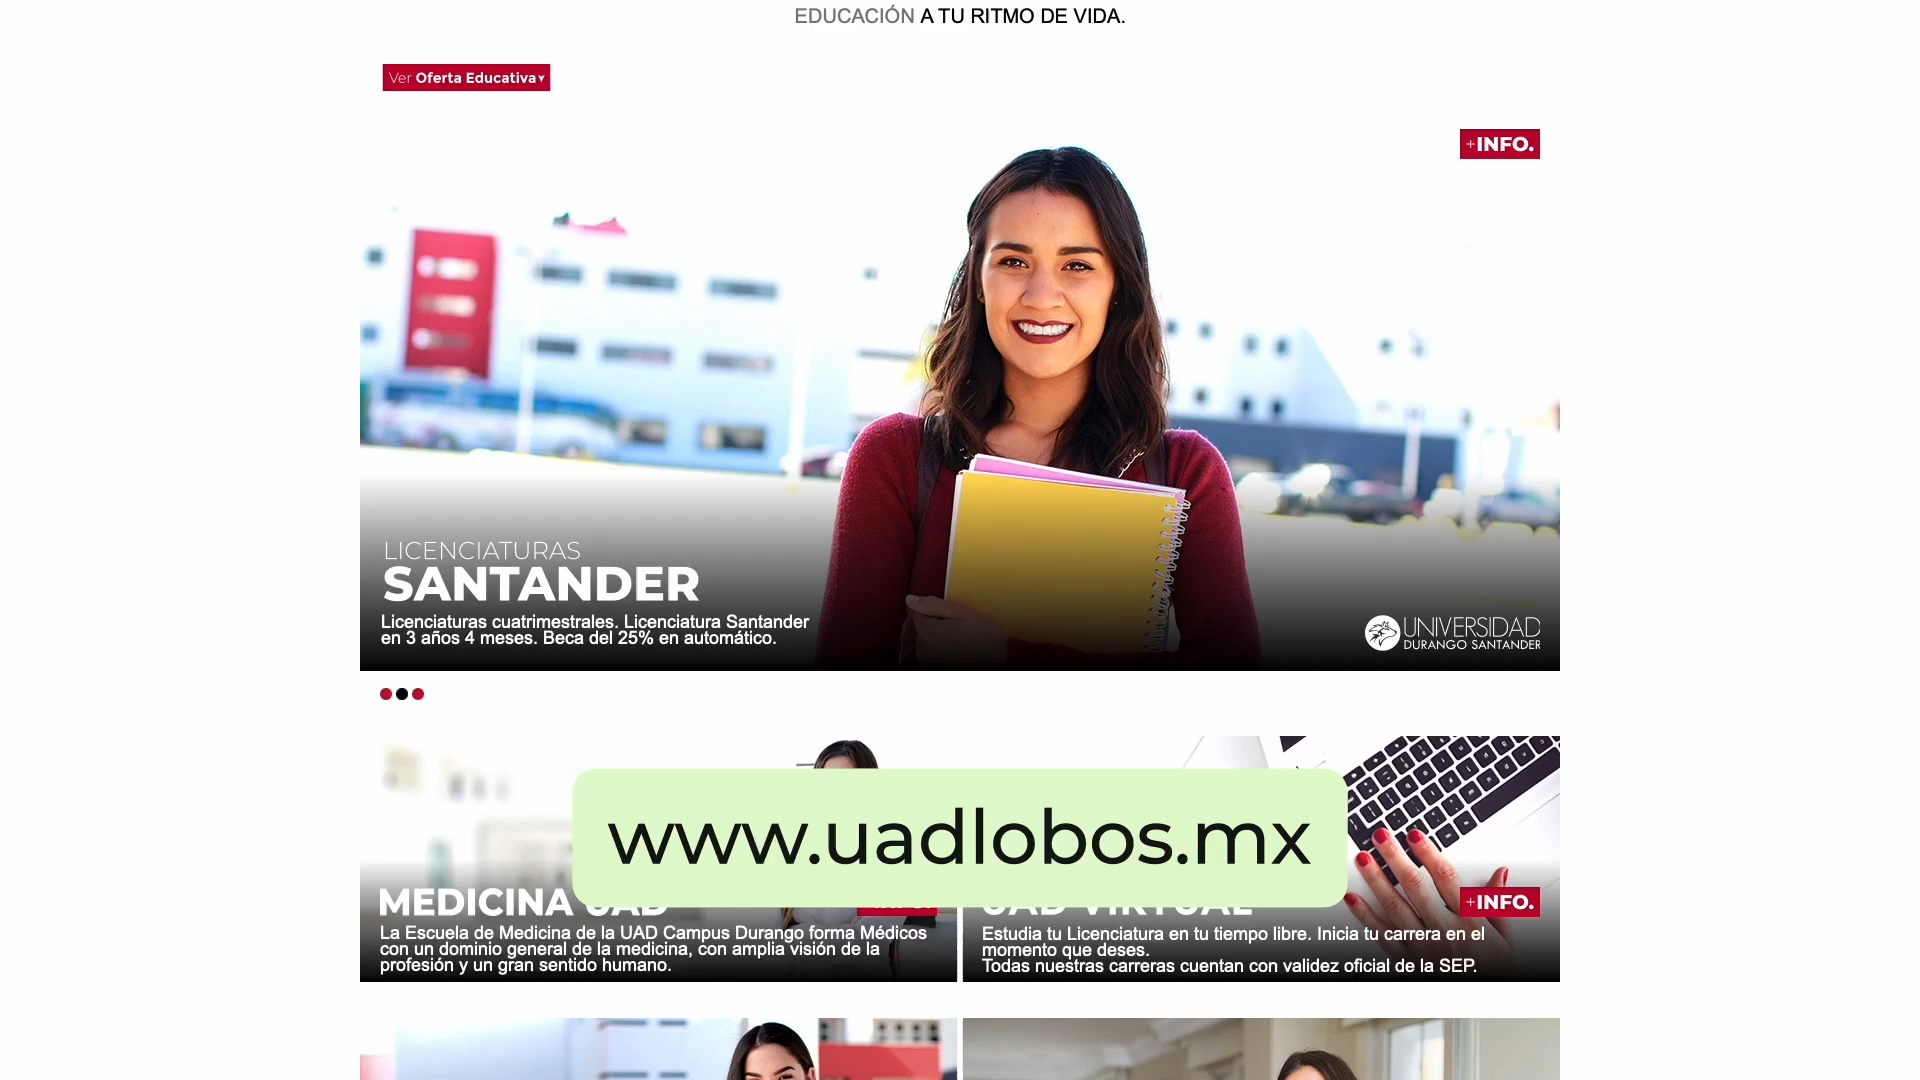 EDUCACIÓN A TU RITMO DE VIDA.
Ver Oferta Educativa
+INFO.
LICENCIATURAS
SANTANDER
Licenciaturas cuatrimestrales. Licenciatura Santander
en 3 años 4 meses. Beca del 25% en automático.
UNIVERSIDAD
DURANGO SANTANDER
www.uadlobos.mx
MEDICINA UAD
La Escuela de Medicina de la UAD Campus Durango forma Médicos
con un dominio general de la medicina, con amplia visión de la
profesión y un gran sentido humano.
UAD VIRTUAL
+INFO.
Estudia tu Licenciatura en tu tiempo libre. Inicia tu carrera en el
momento que deses.
Todas nuestras carreras cuentan con validez oficial de la SEP.